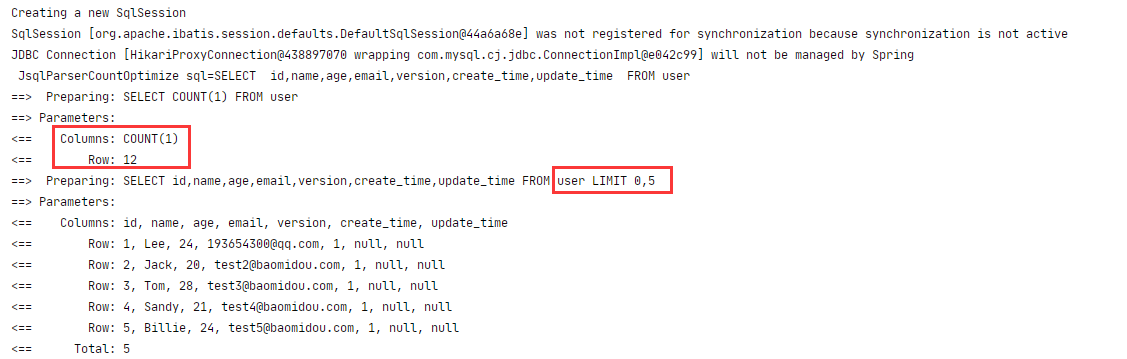 Creating a new SqlSession
SqlSession [org.apache.ibatis.session.defaults.DefaultSqlSession@44a6a68e] was not registered for synchronization because synchronization is not active
JDBC Connection [HikariProxyConnection@438897070 wrapping com.mysql.cj.jdbc.ConnectionImpl@e042c99] will not be managed by Spring
 JsqlParserCountOptimize sql=SELECT  id,name,age,email,version,create_time,update_time  FROM user
==>  Preparing: SELECT COUNT(1) FROM user
==> Parameters:
<==    Columns: COUNT(1)
<==        Row: 12
==>  Preparing: SELECT id,name,age,email,version,create_time,update_time FROM user LIMIT 0,5
==> Parameters:
<==    Columns: id, name, age, email, version, create_time, update_time
<==        Row: 1, Lee, 24, 193654300@qq.com, 1, null, null
<==        Row: 2, Jack, 20, test2@baomidou.com, 1, null, null
<==        Row: 3, Tom, 28, test3@baomidou.com, 1, null, null
<==        Row: 4, Sandy, 21, test4@baomidou.com, 1, null, null
<==        Row: 5, Billie, 24, test5@baomidou.com, 1, null, null
<==      Total: 5